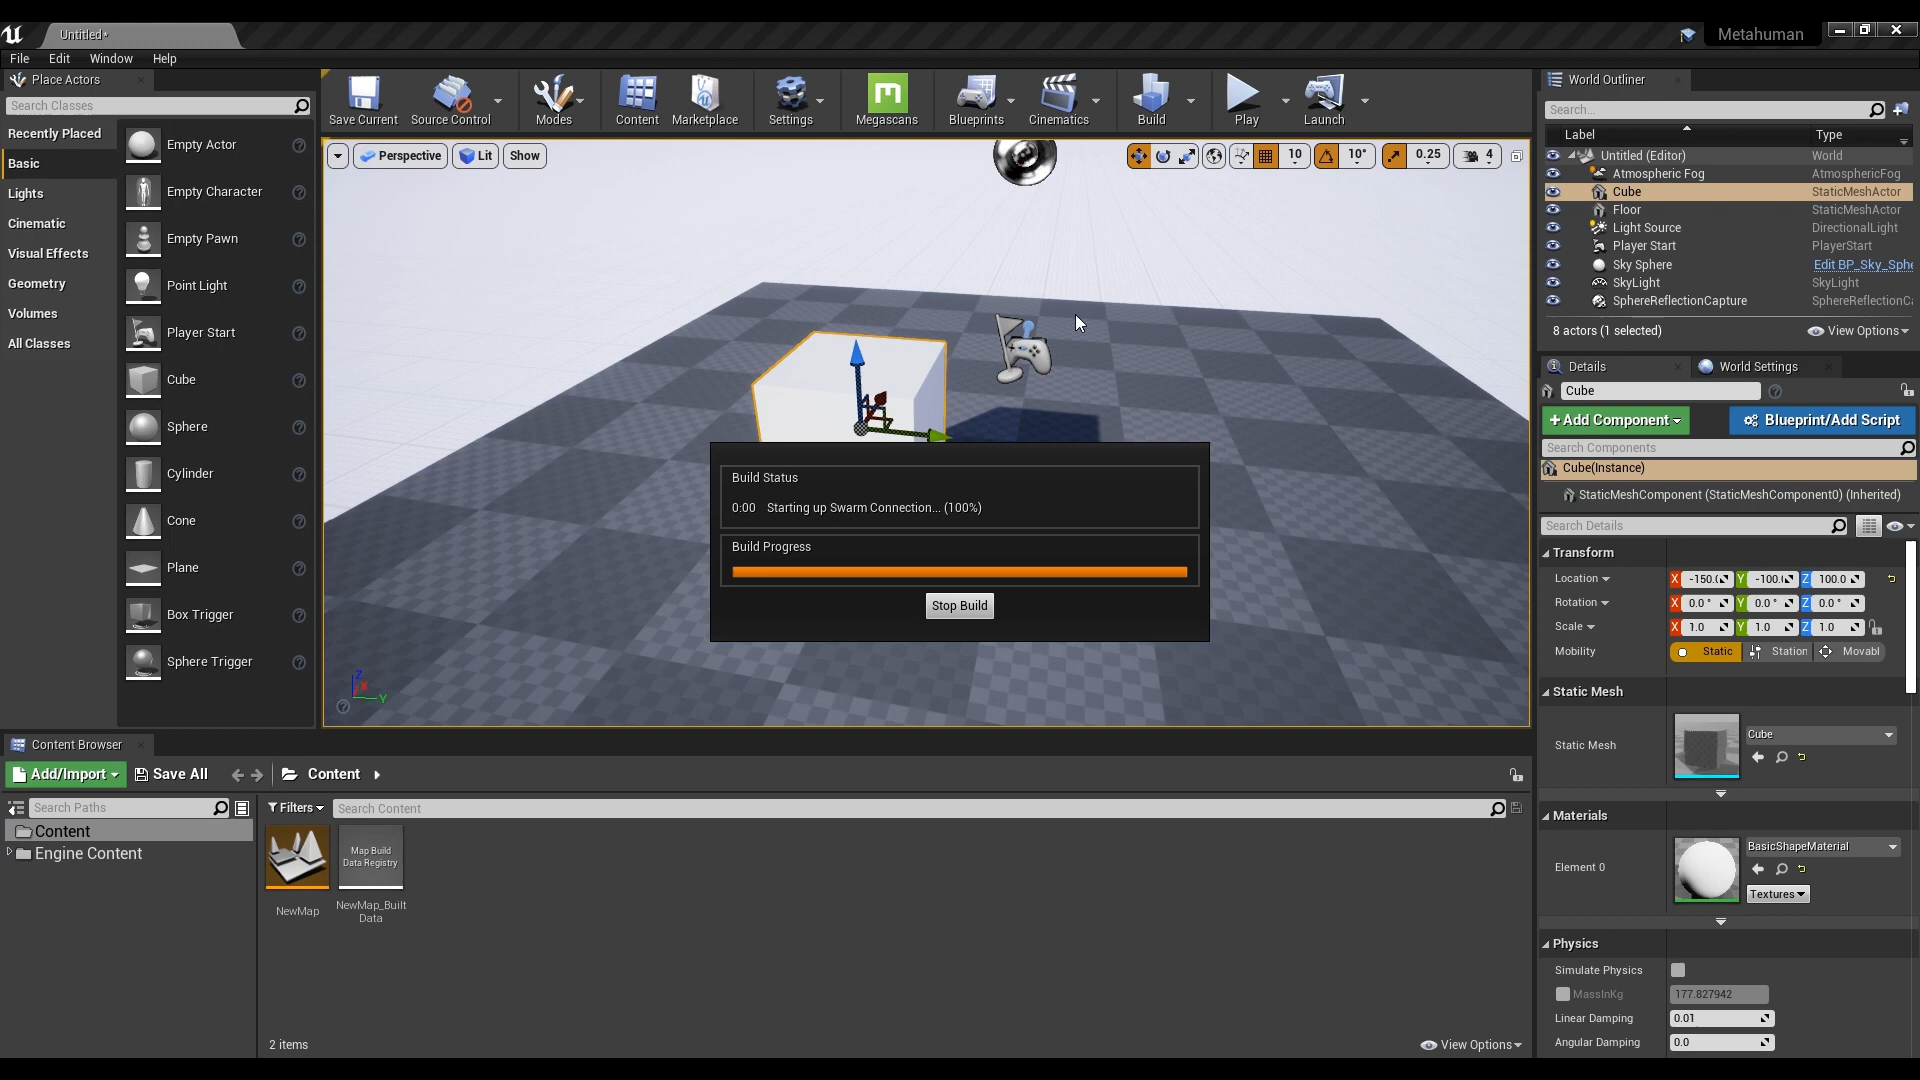 Untitled*
Metahuman
File Edit Window Help
Place Actors
Search Classes
Recently Placed
Basic
Lights
Cinematic
Visual Effects
Geometry
Volumes
All Classes
Empty Actor
Empty Character
Empty Pawn
Point Light
Player Start
Cube
Sphere
Cylinder
Cone
Plane
Box Trigger
Sphere Trigger
Save Current
Source Control
Modes
Content
Marketplace
Settings
Megascans
Blueprints
Cinematics
Build
Play
Launch
Perspective
Lit
Show
10
10°
0.25
4
Build Status
0:00 Starting up Swarm Connection... (100%)
Build Progress
Stop Build
Z
X
Y
World Outliner
Search...
Label Type
Untitled (Editor) World
Atmospheric Fog AtmosphericFog
Cube StaticMeshActor
Floor StaticMeshActor
Light Source DirectionalLight
Player Start PlayerStart
Sky Sphere Edit BP_Sky_Sphe
SkyLight SkyLight
SphereReflectionCapture SphereReflectionCa
8 actors (1 selected) View Options
Details World Settings
Cube
+Add Component Blueprint/Add Script
Search Components
Cube(Instance)
StaticMeshComponent (StaticMeshComponent0) (Inherited)
Search Details
Transform
Location X -150.0 Y -100.0 Z 100.0
Rotation X 0.0 ° Y 0.0 ° Z 0.0 °
Scale X 1.0 Y 1.0 Z 1.0
Mobility Static Station Movabl
Static Mesh
Static Mesh Cube
Materials
Element 0 BasicShapeMaterial
Textures
Physics
Simulate Physics
MassInKg 177.827942
Linear Damping 0.01
Angular Damping 0.0
Content Browser
Add/Import Save All Content
Search Paths
Content
Engine Content
Filters Search Content
Map Build
Data Registry
NewMap
NewMap_Built
Data
2 items
View Options